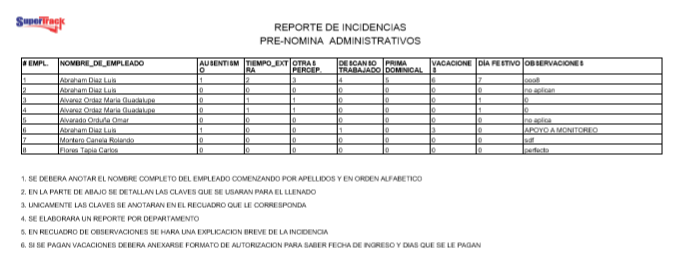 SuperTrack
REPORTE DE INCIDENCIAS
PRE-NOMINA ADMINISTRATIVOS
# EMPL. NOMBRE_DE_EMPLEADO AUSENTISMO TIEMPO_EXTRA OTRAS PERCEP. DESCANSO TRABAJADO PRIMA DOMINICAL VACACIONES DÍA FESTIVO OBSERVACIONES
1 Abraham Diaz Luis 1 2 3 4 5 6 7 ooo8
2 Abraham Diaz Luis 0 0 0 0 0 0 0 no aplican
3 Alvarez Ordaz Maria Guadalupe 0 1 1 0 0 0 1 0
4 Alvarez Ordaz Maria Guadalupe 0 1 1 0 0 0 1 0
5 Alvarado Orduña Omar 0 0 0 0 0 0 0 no aplica
6 Abraham Diaz Luis 1 0 0 1 0 3 0 APOYO A MONITOREO
7 Montero Canela Rolando 0 0 0 0 0 0 0 sdf
8 Flores Tapia Carlos 0 0 0 0 0 0 0 perfecto
1. SE DEBERA ANOTAR EL NOMBRE COMPLETO DEL EMPLEADO COMENZANDO POR APELLIDOS Y EN ORDEN ALFABETICO
2. EN LA PARTE DE ABAJO SE DETALLAN LAS CLAVES QUE SE USARAN PARA EL LLENADO
3. UNICAMENTE LAS CLAVES SE ANOTARAN EN EL RECUADRO QUE LE CORRESPONDA
4. SE ELABORARA UN REPORTE POR DEPARTAMENTO
5. EN RECUADRO DE OBSERVACIONES SE HARA UNA EXPLICACION BREVE DE LA INCIDENCIA
6. SI SE PAGAN VACACIONES DEBERA ANEXARSE FORMATO DE AUTORIZACION PARA SABER FECHA DE INGRESO Y DIAS QUE SE LE PAGAN